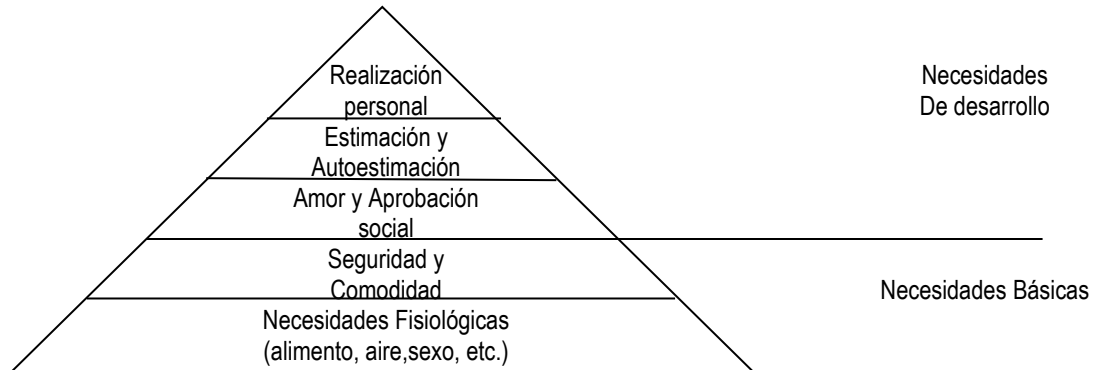 Realización
personal
Estimación y
Autoestimación
Amor y Aprobación
social
Seguridad y
Comodidad
Necesidades Fisiológicas
(alimento, aire,sexo, etc.)
Necesidades
De desarrollo
Necesidades Básicas